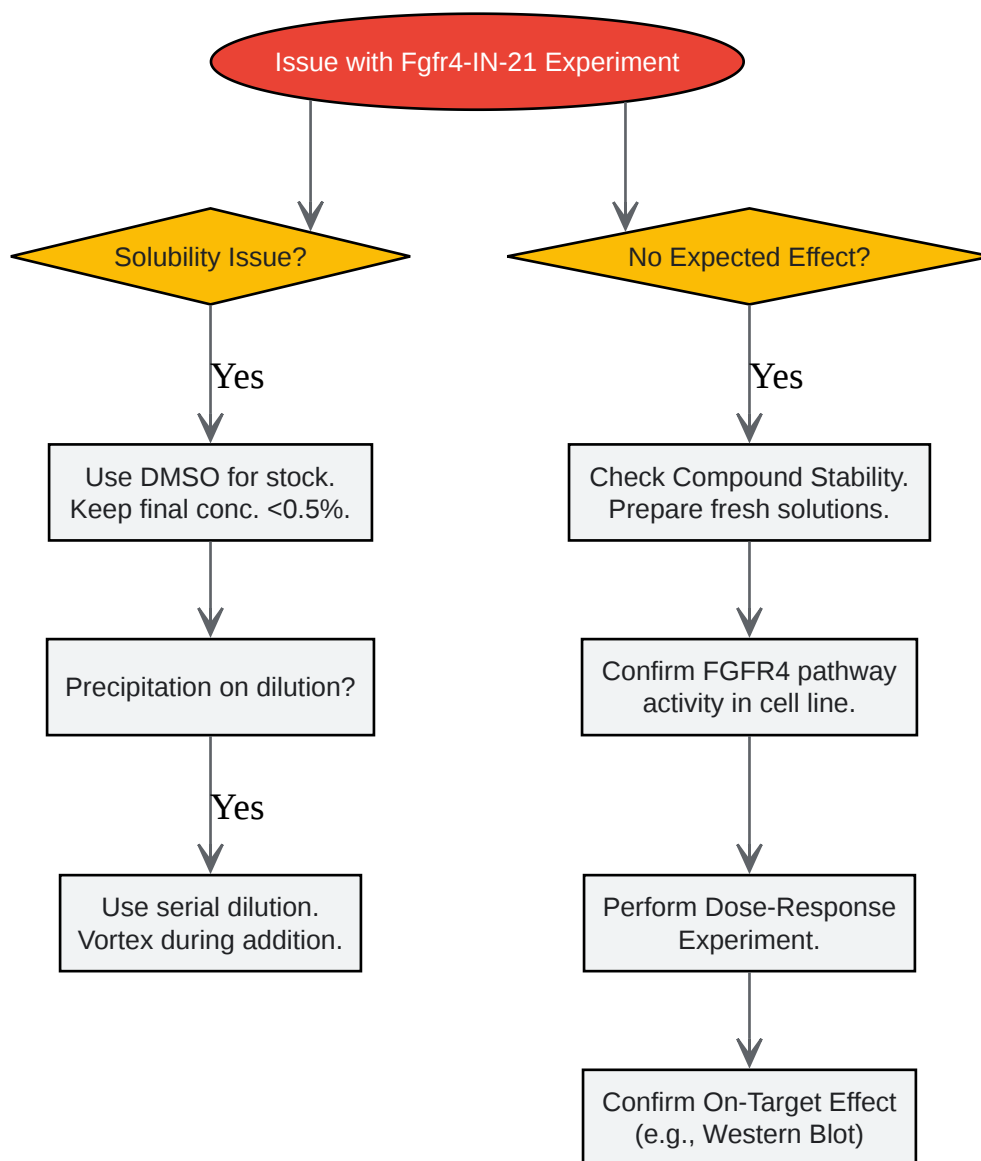 Issue with Fgfr4-IN-21 Experiment
Solubility Issue?
No Expected Effect?
Yes
Yes
Use DMSO for stock.
Keep final conc. <0.5%.
Check Compound Stability.
Prepare fresh solutions.
Precipitation on dilution?
Confirm FGFR4 pathway
activity in cell line.
Yes
Use serial dilution.
Vortex during addition.
Perform Dose-Response
Experiment.
Confirm On-Target Effect
(e.g., Western Blot)